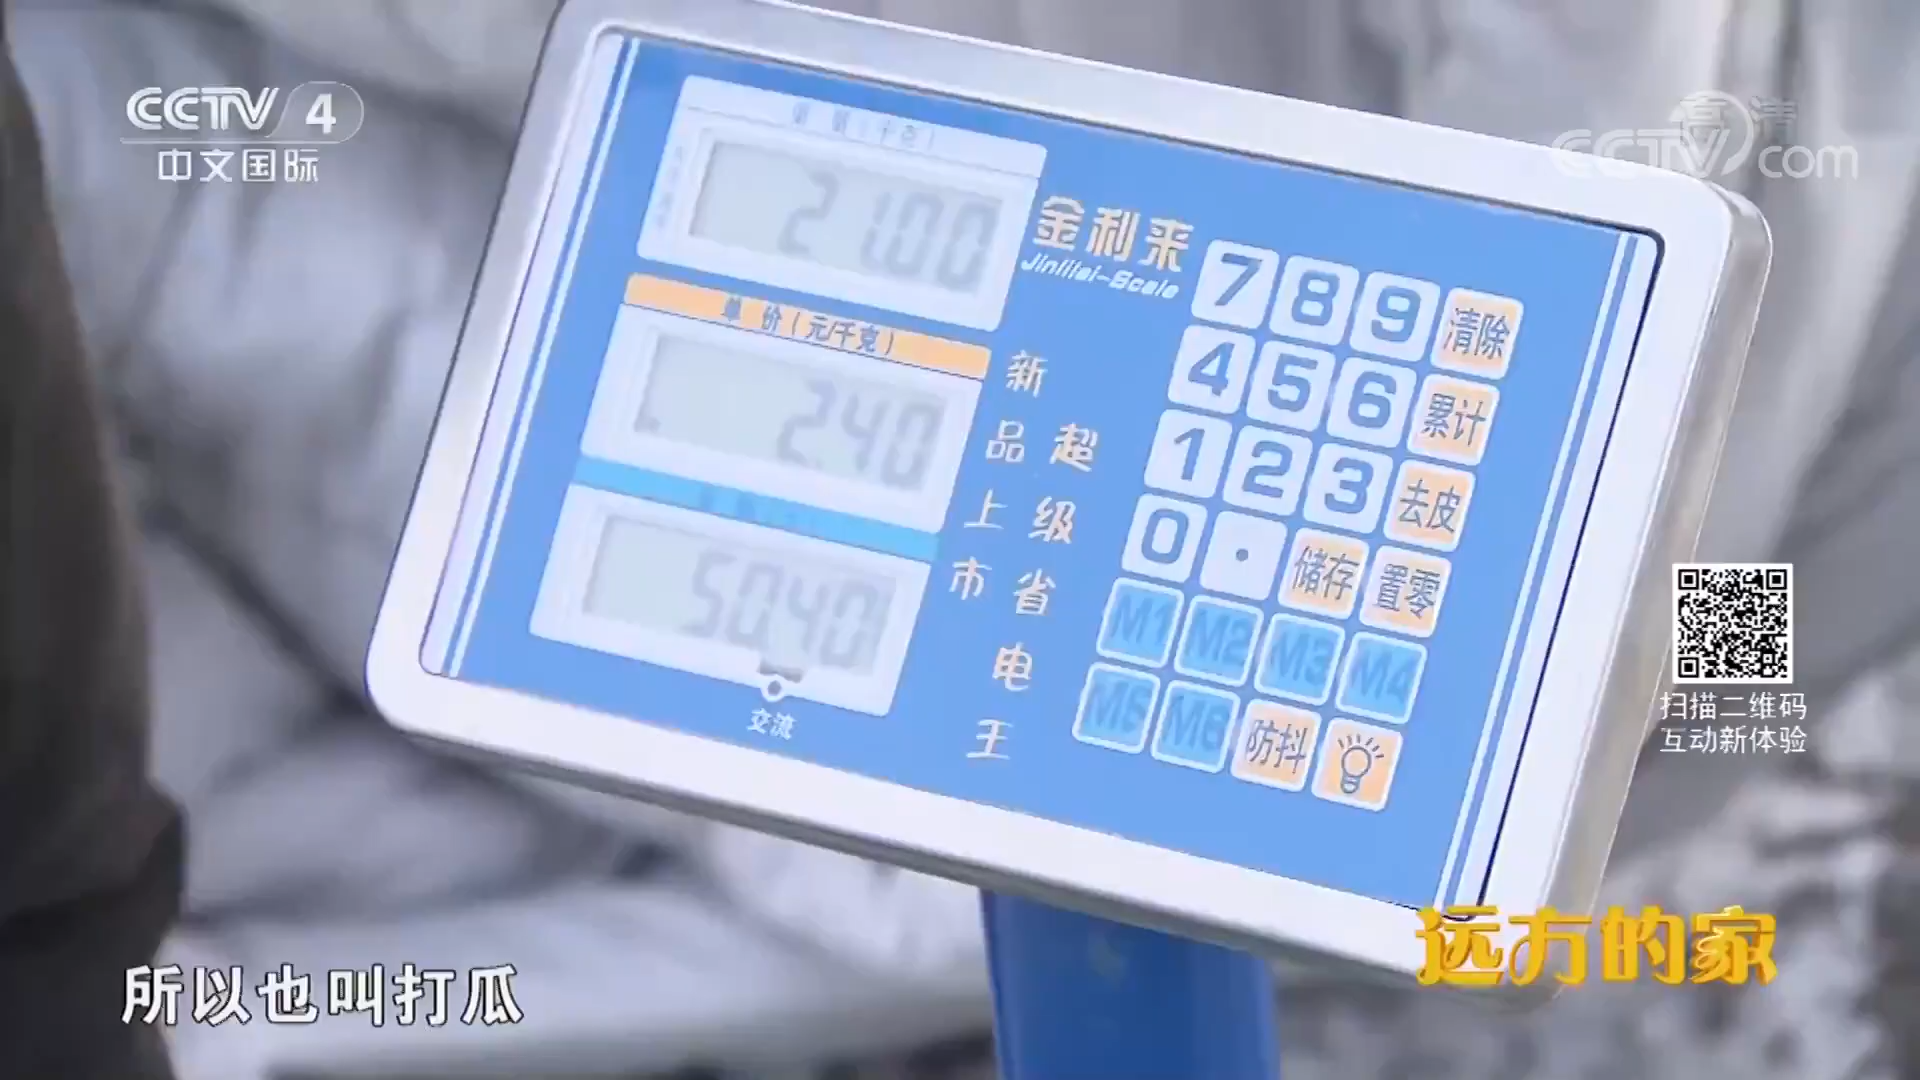 CCTV 4
中文国际
高清
CCTV com
(千克)
21.00
金利来
Jinlilai-Scale
单 价(元/千克)
2.40
50.40
交流
新品上市
超级省电王
7 8 9 清除
4 5 6 累计
1 2 3 去皮
0 · 储存 置零
M1 M2 M3 M4
M5 M6 防抖
扫描二维码
互动新体验
远方的家
所以也叫打瓜